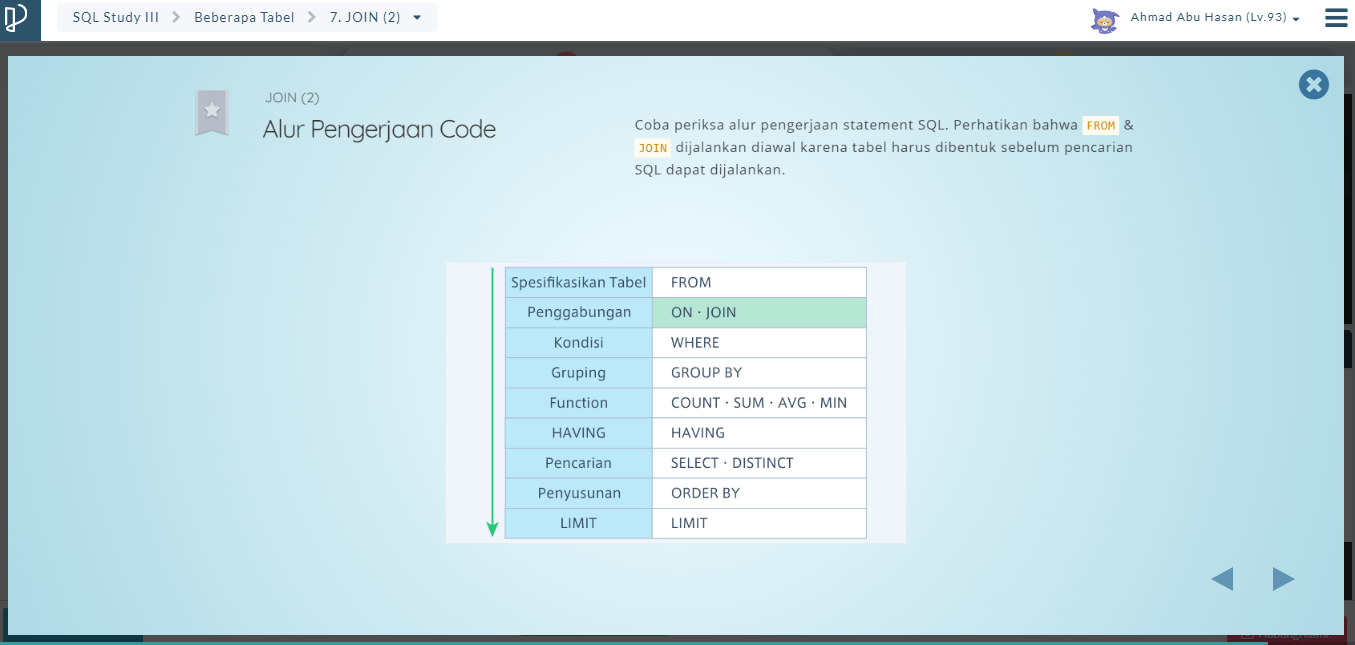 SQL Study III
Beberapa Tabel
7. JOIN (2)
Ahmad Abu Hasan (Lv.93)
JOIN (2)
Alur Pengerjaan Code
Coba periksa alur pengerjaan statement SQL. Perhatikan bahwa FROM &
JOIN dijalankan diawal karena tabel harus dibentuk sebelum pencarian
SQL dapat dijalankan.
Spesifikasikan Tabel FROM
Penggabungan ON · JOIN
Kondisi WHERE
Gruping GROUP BY
Function COUNT · SUM · AVG · MIN
HAVING HAVING
Pencarian SELECT · DISTINCT
Penyusunan ORDER BY
LIMIT LIMIT